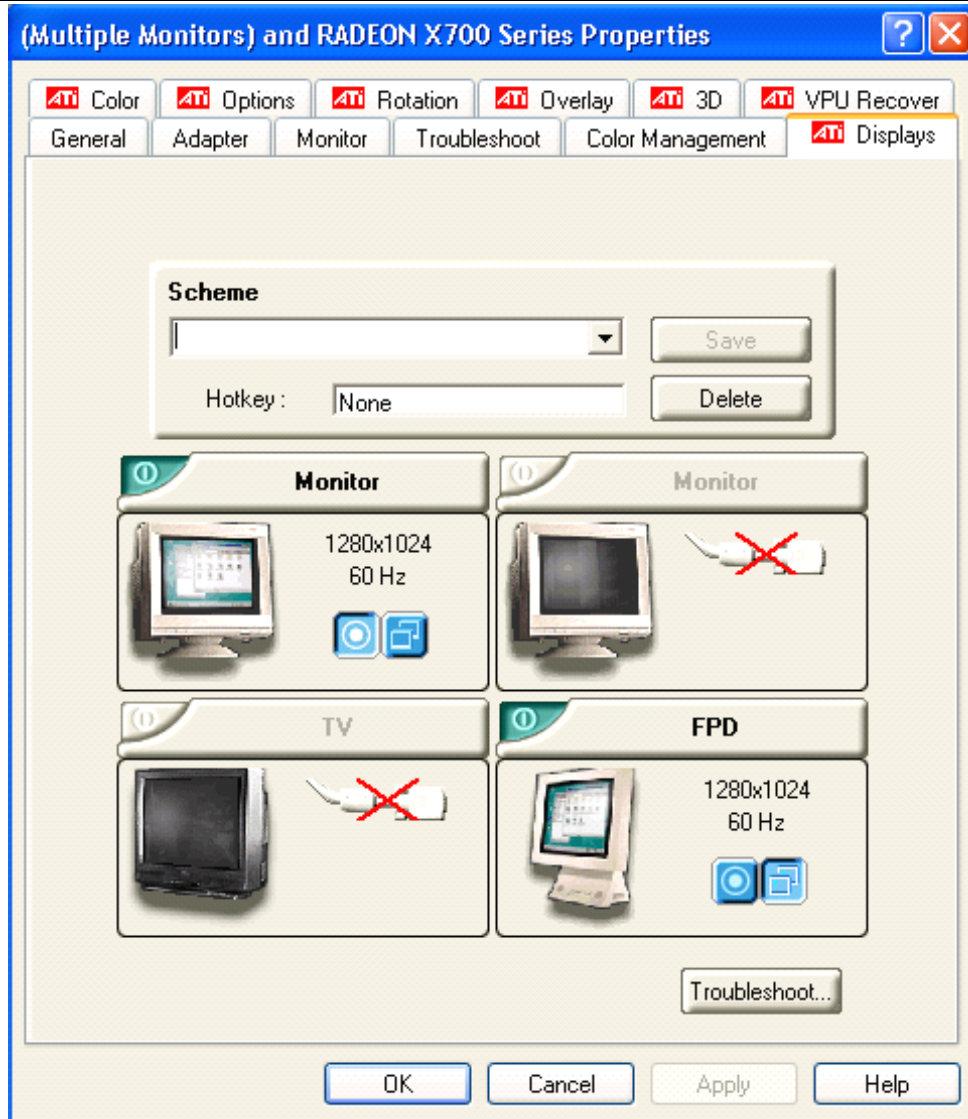 (Multiple Monitors) and RADEON X700 Series Properties
ATI Color ATI Options ATI Rotation ATI Overlay ATI 3D ATI VPU Recover
General Adapter Monitor Troubleshoot Color Management ATI Displays
Scheme
Save
Hotkey : None Delete
Monitor
1280x1024
60 Hz
Monitor
TV
FPD
1280x1024
60 Hz
Troubleshoot...
OK Cancel Apply Help